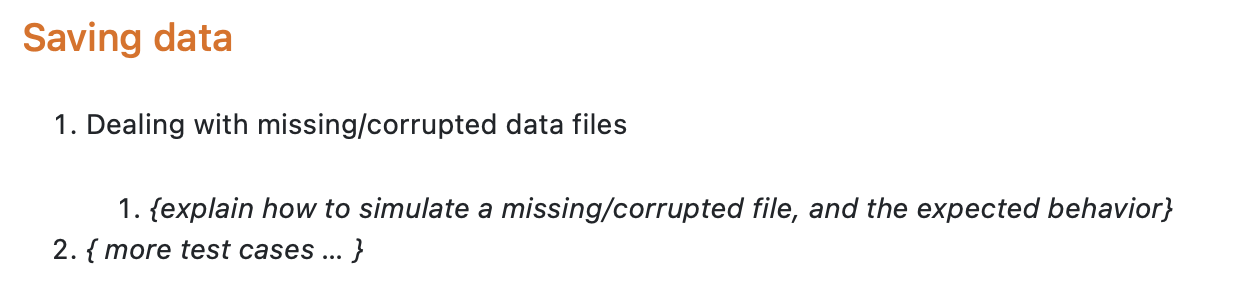 Saving data
1. Dealing with missing/corrupted data files
1. {explain how to simulate a missing/corrupted file, and the expected behavior}
2. { more test cases … }